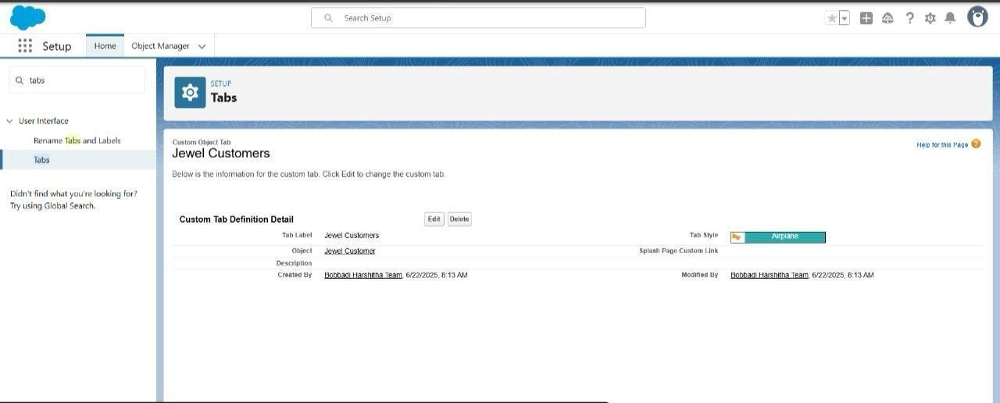 Search Setup
Setup
Home
Object Manager
tabs
User Interface
Rename Tabs and Labels
Tabs
Didn't find what you're looking for?
Try using Global Search.
SETUP
Tabs
Custom Object Tab
Jewel Customers
Help for this Page
Below is the information for the custom tab. Click Edit to change the custom tab.
Custom Tab Definition Detail Edit Delete
Tab Label Jewel Customers Tab Style Airplane
Object Jewel Customer Splash Page Custom Link
Description
Created By Bobbadi Harshitha Team, 6/22/2025, 8:13 AM Modified By Bobbadi Harshitha Team, 6/22/2025, 8:13 AM